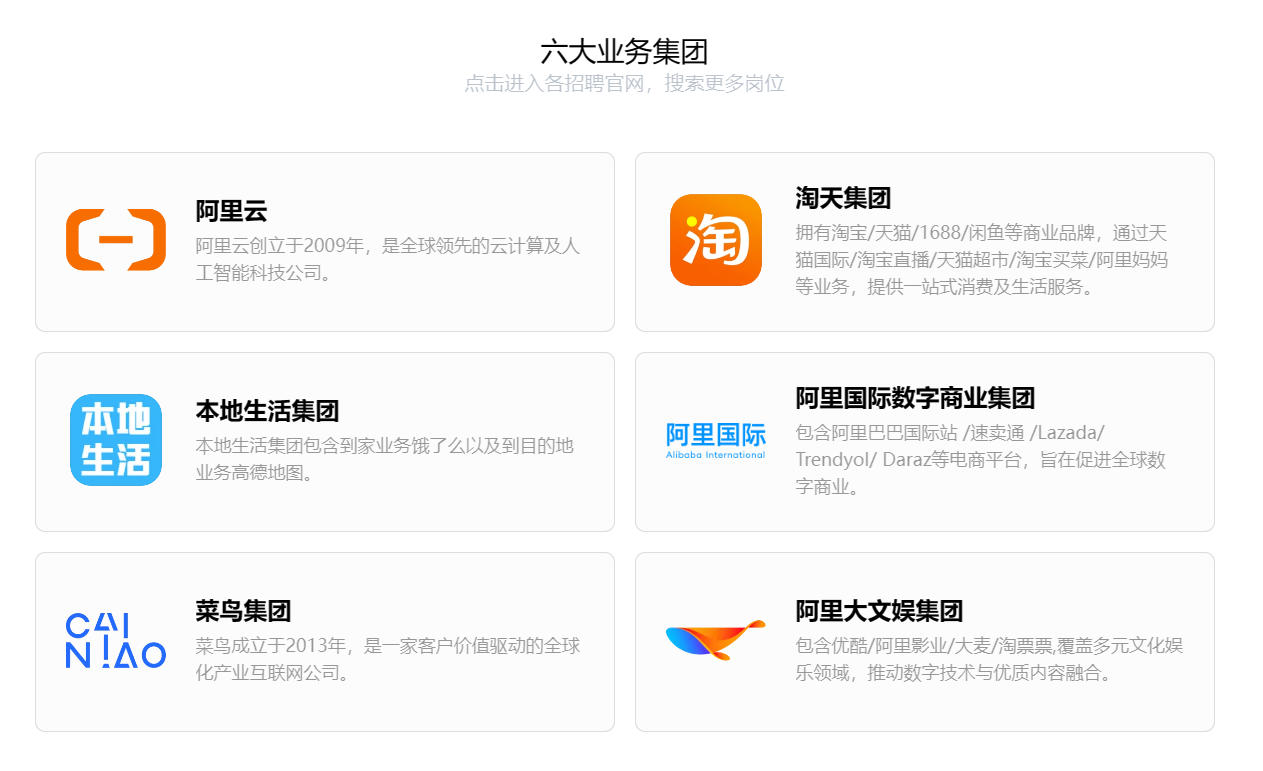 六大业务集团
点击进入各招聘官网，搜索更多岗位
阿里云
阿里云创立于2009年，是全球领先的云计算及人
工智能科技公司。
淘
淘天集团
拥有淘宝/天猫/1688/闲鱼等商业品牌，通过天
猫国际/淘宝直播/天猫超市/淘宝买菜/阿里妈妈
等业务，提供一站式消费及生活服务。
本地
生活
本地生活集团
本地生活集团包含到家业务饿了么以及到目的地
业务高德地图。
阿里国际
Alibaba International
阿里国际数字商业集团
包含阿里巴巴国际站 /速卖通 /Lazada/
Trendyol/ Daraz等电商平台，旨在促进全球数
字商业。
CAI
NIAO
菜鸟集团
菜鸟成立于2013年，是一家客户价值驱动的全球
化产业互联网公司。
阿里大文娱集团
包含优酷/阿里影业/大麦/淘票票,覆盖多元文化娱
乐领域，推动数字技术与优质内容融合。